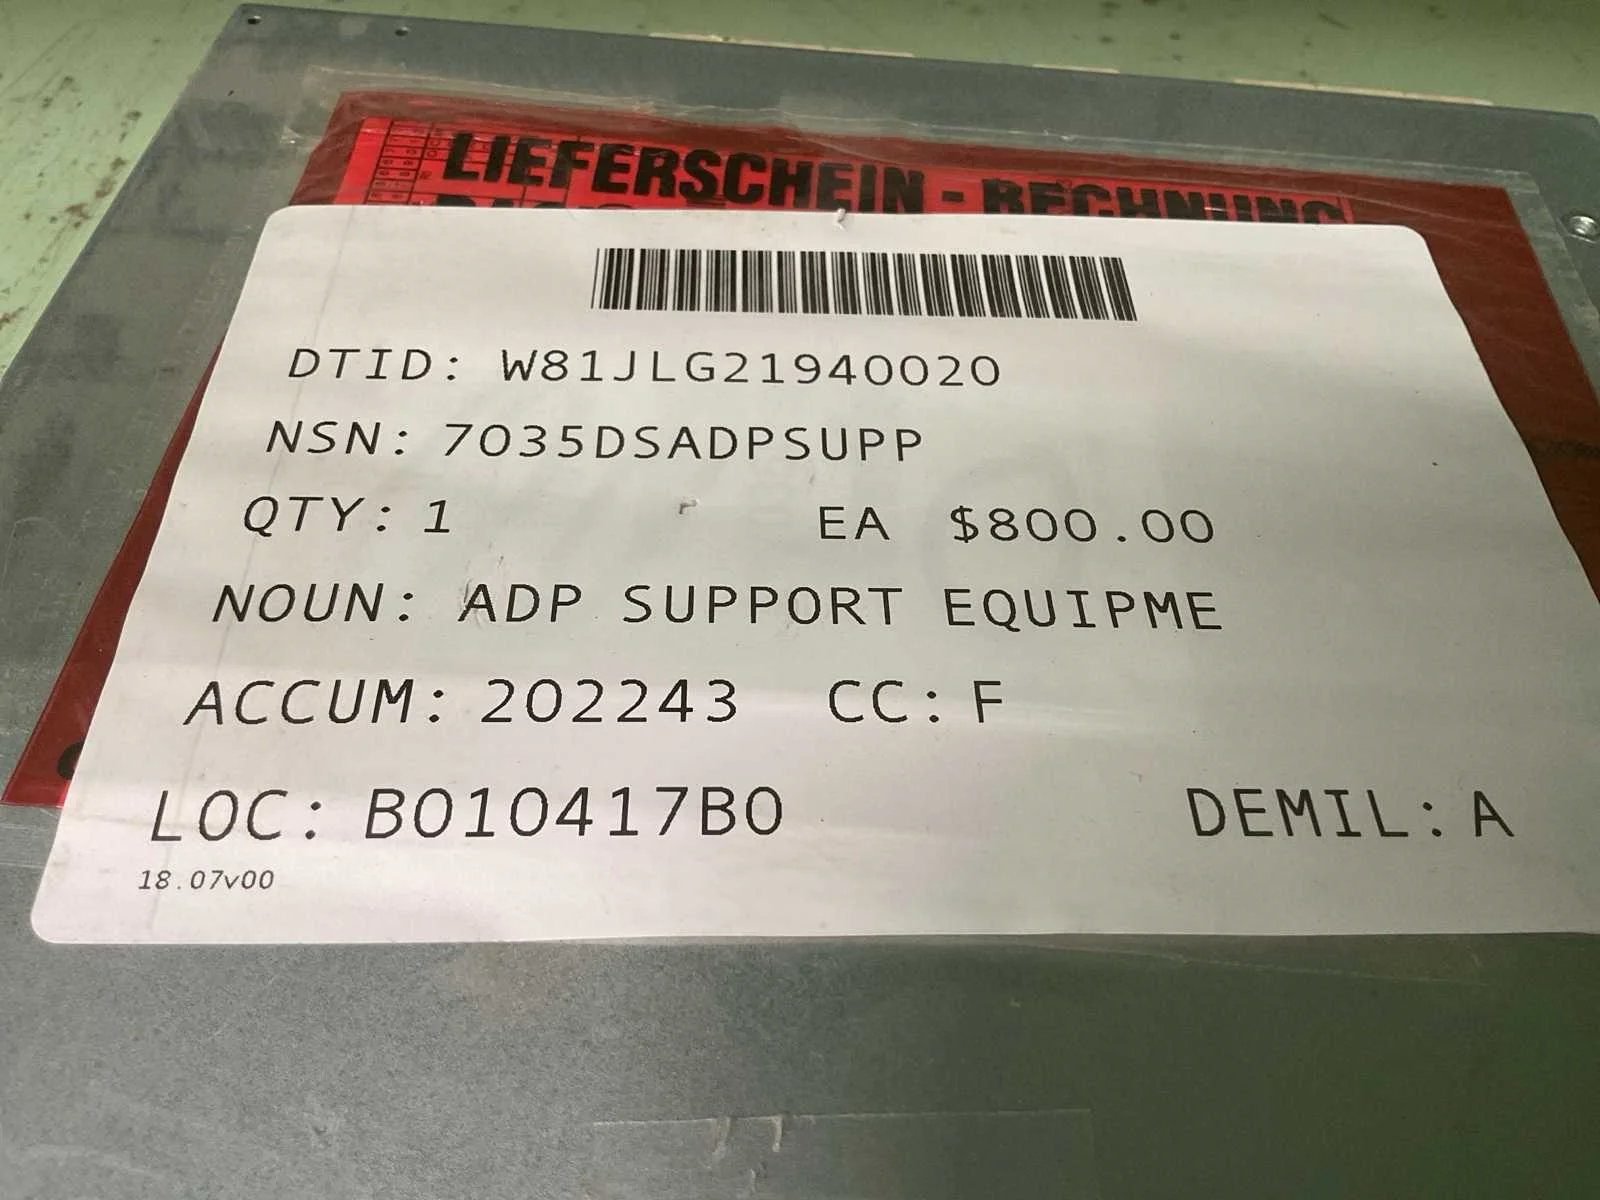 LIEFERSCHEIN - RECHNUNG
DTID: W81JLG21940020
NSN: 7035DSADPSUPP
QTY: 1 EA $800.00
NOUN: ADP SUPPORT EQUIPME
ACCUM: 202243 CC: F
LOC: B010417B0 DEMIL: A
18.07v00